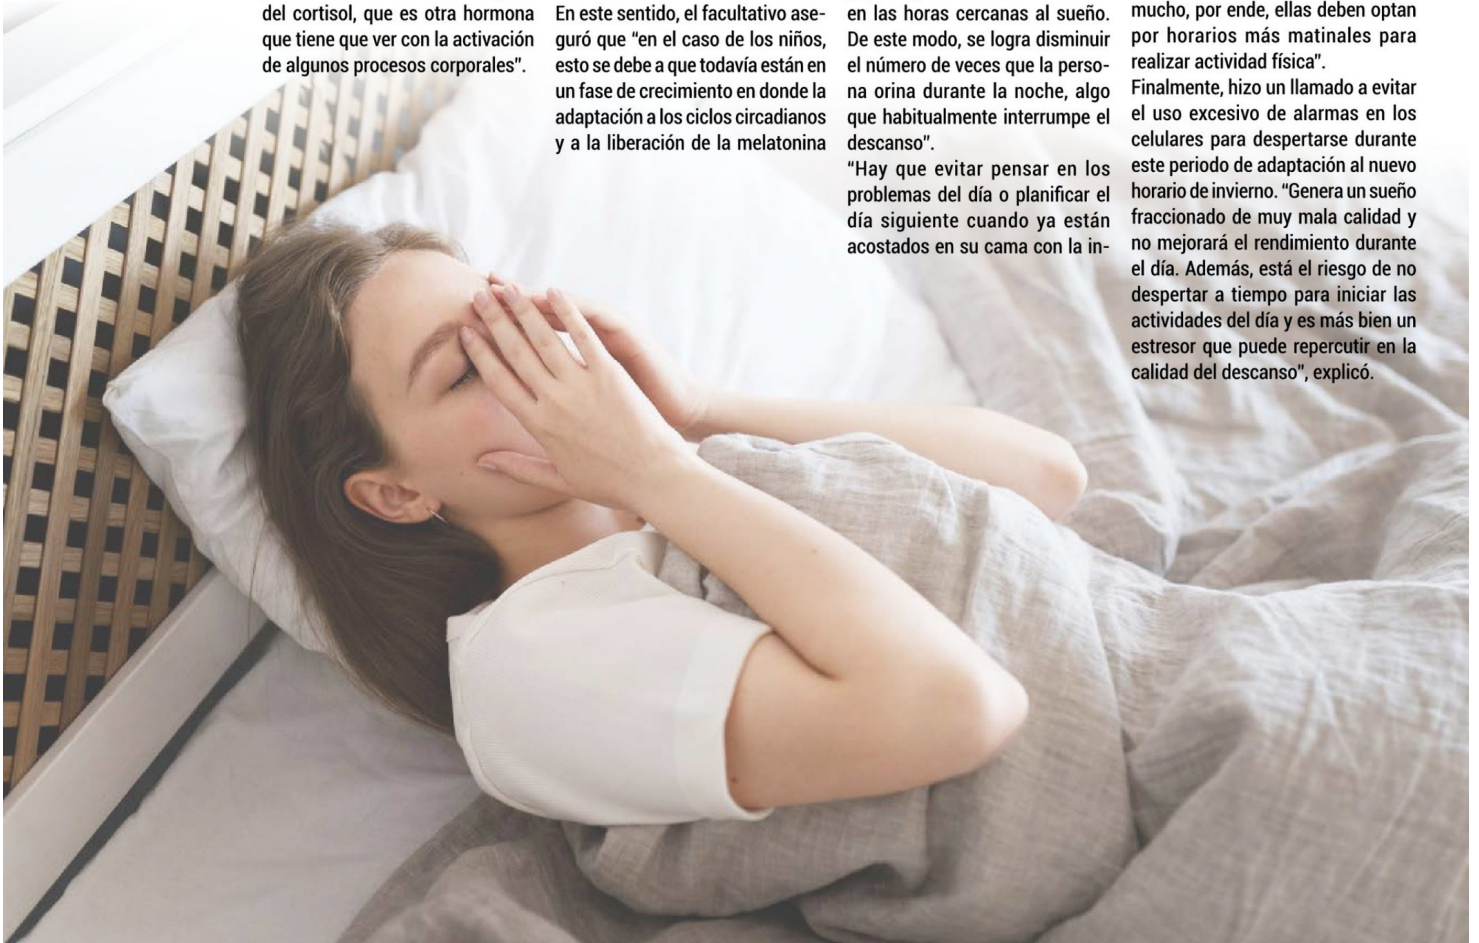 del cortisol, que es otra hormona
que tiene que ver con la activación
de algunos procesos corporales".
En este sentido, el facultativo ase-
guró que "en el caso de los niños,
esto se debe a que todavía están en
un fase de crecimiento en donde la
adaptación a los ciclos circadianos
y a la liberación de la melatonina
en las horas cercanas al sueño.
De este modo, se logra disminuir
el número de veces que la perso-
na orina durante la noche, algo
que habitualmente interrumpe el
descanso".
"Hay que evitar pensar en los
problemas del día o planificar el
día siguiente cuando ya están
acostados en su cama con la in-
mucho, por ende, ellas deben optan
por horarios más matinales para
realizar actividad física".
Finalmente, hizo un llamado a evitar
el uso excesivo de alarmas en los
celulares para despertarse durante
este periodo de adaptación al nuevo
horario de invierno. "Genera un sueño
fraccionado de muy mala calidad y
no mejorará el rendimiento durante
el día. Además, está el riesgo de no
despertar a tiempo para iniciar las
actividades del día y es más bien un
estresor que puede repercutir en la
calidad del descanso", explicó.